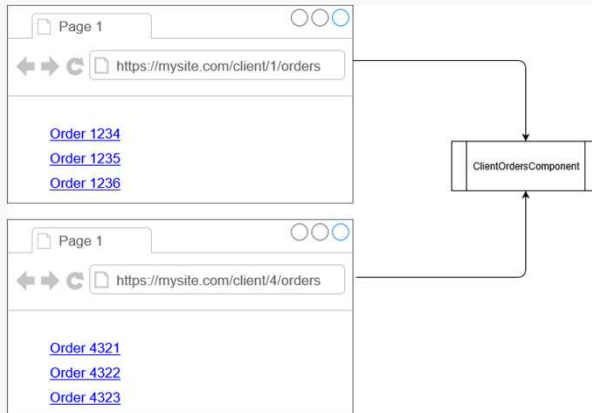 Page 1
https://mysite.com/client/1/orders
Order 1234
Order 1235
Order 1236
ClientOrdersComponent
Page 1
https://mysite.com/client/4/orders
Order 4321
Order 4322
Order 4323